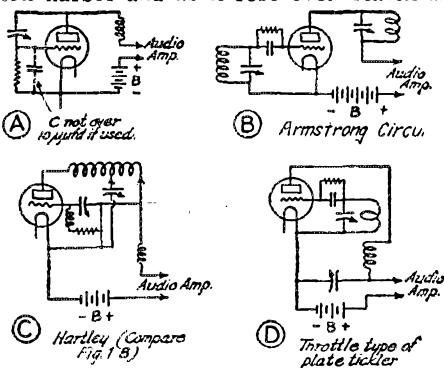 Audio
Amp.
+
B
-
C not over
10 µµfd if used.
A
Audio
Amp.
- B +
B
Armstrong Circu.
Audio Amp.
- B +
C
Hartley (Compare
Fig. 1 B)
Audio
Amp.
- B +
D
Throttle type of
plate tickler